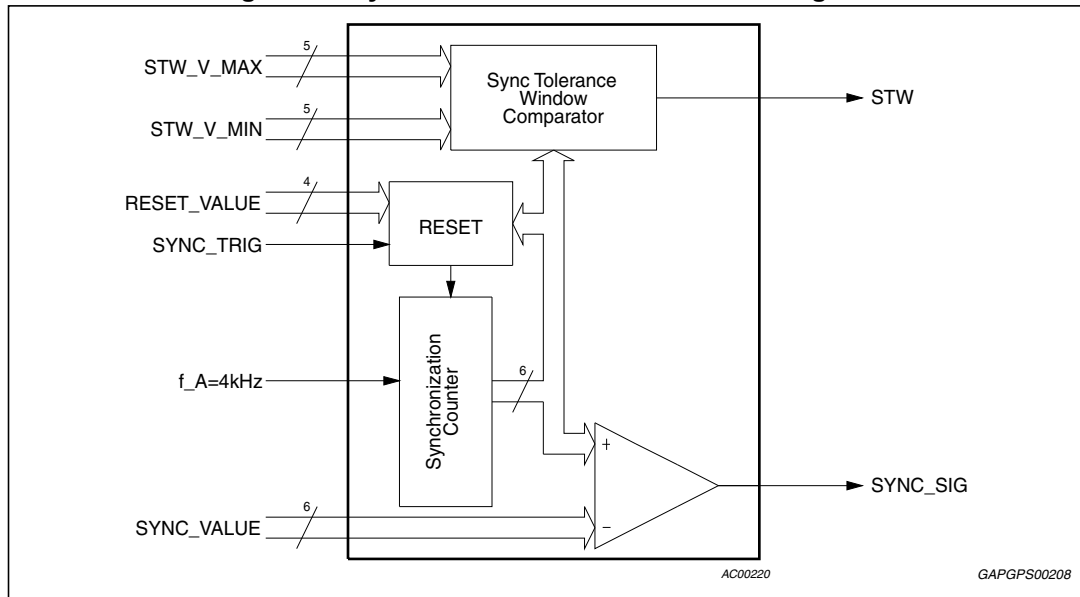 5
STW_V_MAX
5
STW_V_MIN
Sync Tolerance
Window
Comparator
STW
4
RESET_VALUE
RESET
SYNC_TRIG
f_A=4kHz
Synchronization
Counter
6
+
SYNC_SIG
6
SYNC_VALUE
–
AC00220
GAPGPS00208